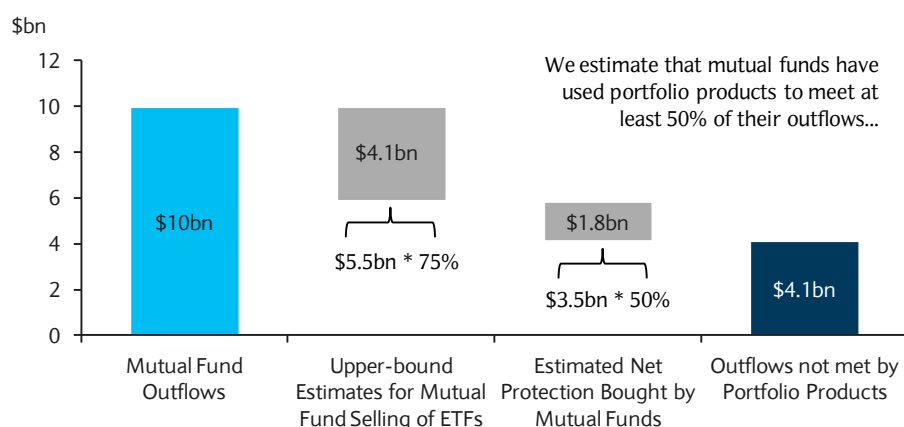 $bn
12
10
8
6
4
2
0
We estimate that mutual funds have
used portfolio products to meet at
least 50% of their outflows...
$10bn
$4.1bn
$5.5bn * 75%
$1.8bn
$3.5bn * 50%
$4.1bn
Mutual Fund
Outflows
Upper-bound
Estimates for Mutual
Fund Selling of ETFs
Estimated Net
Protection Bought by
Mutual Funds
Outflows not met by
Portfolio Products